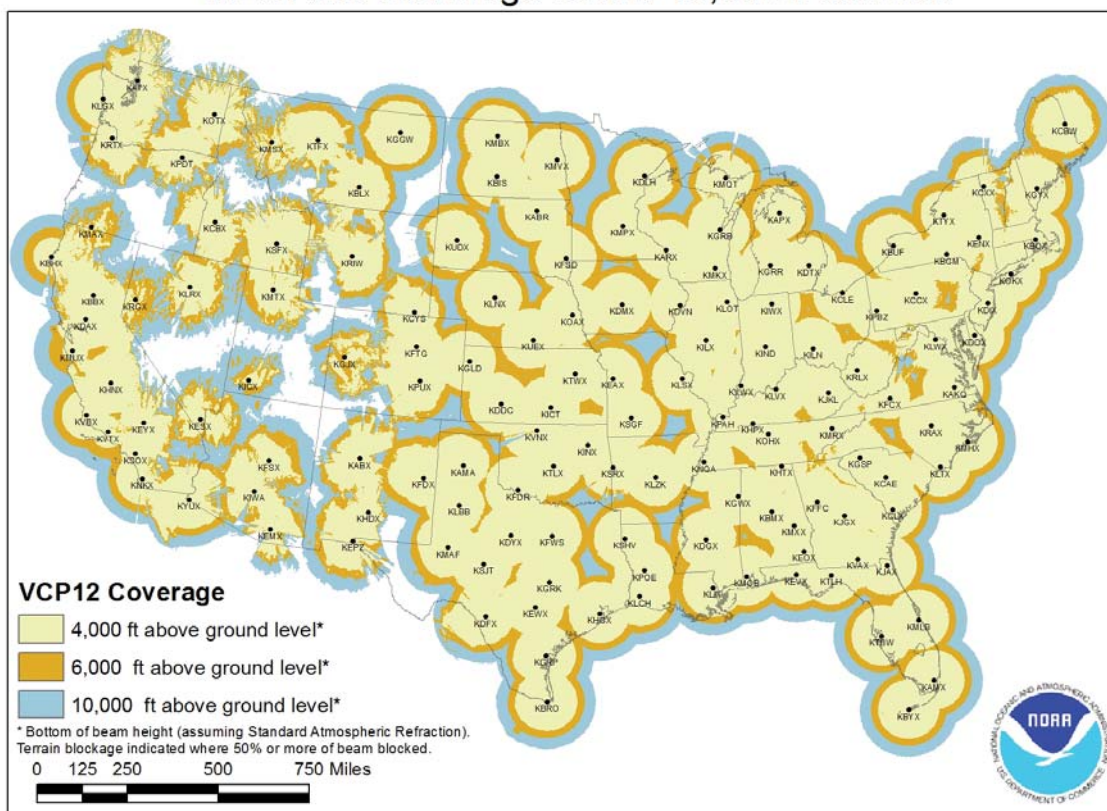 KATX
KLGX
KOTX
KRTX
KPDT
KMSX
KTFX
KGGW
KMBX
KMVX
KBIS
KDLH
KMQT
KCBW
KBLX
KABR
KMPX
KGRB
KAPX
KTYX
KCXX
KGYX
KMAX
KCBX
KSFX
KUDX
KFSD
KARX
KBUF
KENX
KBOX
KBGM
KRIW
KMKX
KGRR
KDTX
KOKX
KBBX
KRGX
KLRX
KMTX
KLNX
KDMX
KDVN
KLOT
KIWX
KCLE
KCCX
KDIX
KDAX
KCYS
KOAX
KPBZ
KUEX
KILX
KIND
KILN
KLWX
KDOX
KFTG
KGJX
KGLD
KHNX
KICX
KPUX
KTWX
KEAX
KLSX
KLVX
KJKL
KRLX
KFCX
KAKQ
KVBX
KEYX
KESX
KDDC
KICT
KSGF
KPAH
KHPX
KVTX
KVNX
KOHX
KMRX
KRAX
KMHX
KSOX
KFSX
KABX
KAMA
KINX
KNQA
KGSP
KLTX
KNKX
KYUX
KIWA
KFDX
KTLX
KSRX
KLZK
KHTX
KCAE
KEMX
KHDX
KLBB
KFDR
KGWX
KFFC
KBMX
KJGX
KMXX
KEPZ
KMAF
KDYX
KFWS
KSHV
KDGX
KEOX
KVAX
KJAX
KSJT
KPOE
KEVX
KTLH
KMOB
KGRK
KLCH
KDFX
KEWX
KHGX
KMLB
KTBW
KCRP
KAMX
KBRO
KBYX
VCP12 Coverage
4,000 ft above ground level*
6,000 ft above ground level*
10,000 ft above ground level*
* Bottom of beam height (assuming Standard Atmospheric Refraction).
Terrain blockage indicated where 50% or more of beam blocked.
0 125 250 500 750 Miles
NATIONAL OCEANIC AND ATMOSPHERIC ADMINISTRATION
NOAA
U.S. DEPARTMENT OF COMMERCE